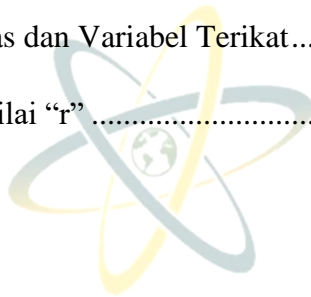 as dan Variabel Terikat...
ilai “r” ............................